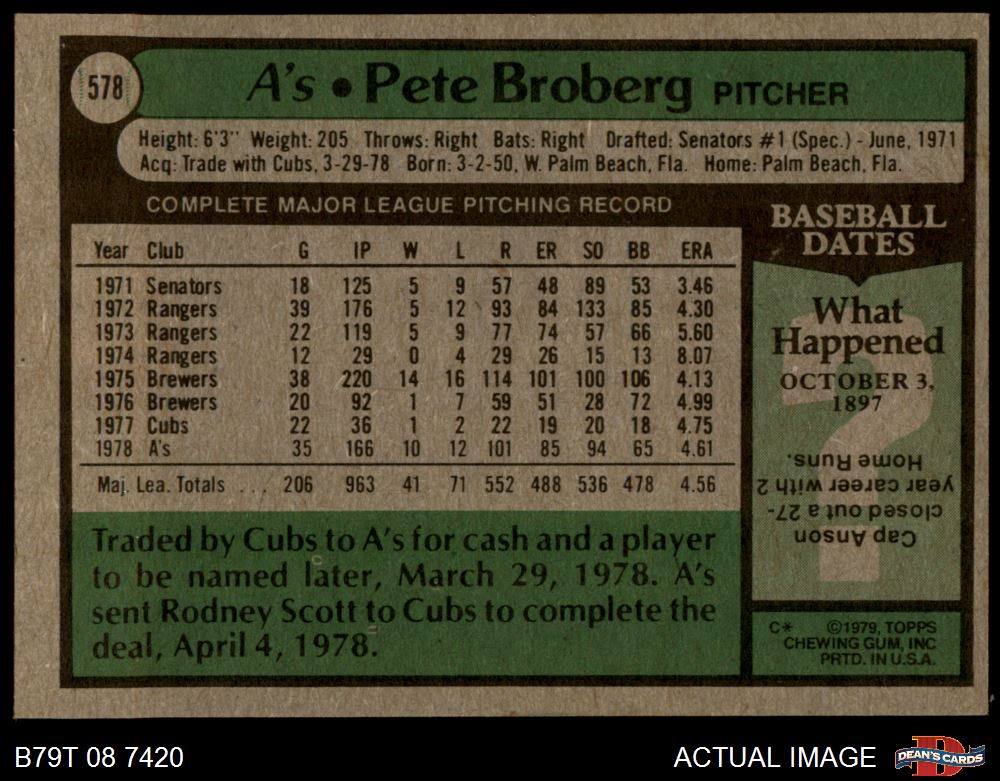 578
A's • Pete Broberg PITCHER
Height: 6'3" Weight: 205 Throws: Right Bats: Right Drafted: Senators #1 (Spec.) - June, 1971
Acq: Trade with Cubs, 3-29-78 Born: 3-2-50, W. Palm Beach, Fla. Home: Palm Beach, Fla.
COMPLETE MAJOR LEAGUE PITCHING RECORD
Year Club G IP W L R ER SO BB ERA
1971 Senators 18 125 5 9 57 48 89 53 3.46
1972 Rangers 39 176 5 12 93 84 133 85 4.30
1973 Rangers 22 119 5 9 77 74 57 66 5.60
1974 Rangers 12 29 0 4 29 26 15 13 8.07
1975 Brewers 38 220 14 16 114 101 100 106 4.13
1976 Brewers 20 92 1 7 59 51 28 72 4.99
1977 Cubs 22 36 1 2 22 19 20 18 4.75
1978 A's 35 166 10 12 101 85 94 65 4.61
Maj. Lea. Totals ... 206 963 41 71 552 488 536 478 4.56
Traded by Cubs to A's for cash and a player
to be named later, March 29, 1978. A's
sent Rodney Scott to Cubs to complete the
deal, April 4, 1978.
BASEBALL
DATES
What
Happened
OCTOBER 3,
1897
?
Cap Anson
closed out a 27-
year career with 2
Home Runs.
C* ©1979, TOPPS
CHEWING GUM, INC
PRTD. IN U.S.A.
B79T 08 7420
ACTUAL IMAGE
D
DEAN'S CARDS